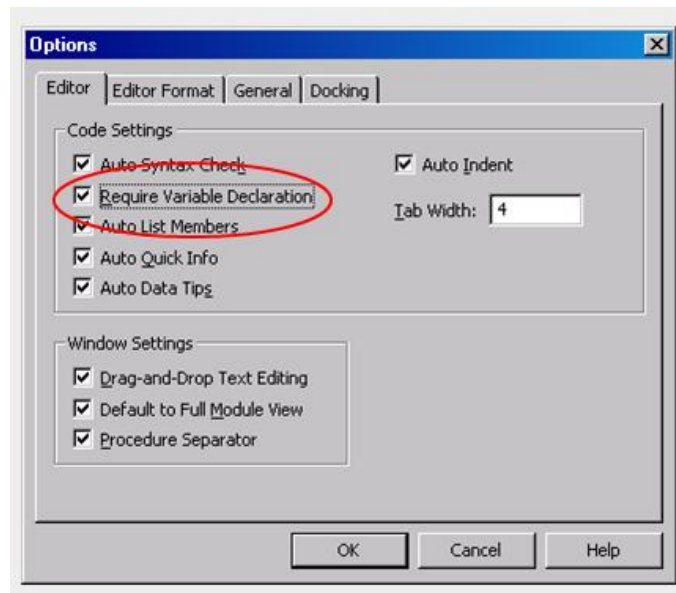 Options
Editor Editor Format General Docking
Code Settings
Auto Syntax Check
Auto Indent
Require Variable Declaration
Tab Width: 4
Auto List Members
Auto Quick Info
Auto Data Tips
Window Settings
Drag-and-Drop Text Editing
Default to Full Module View
Procedure Separator
OK Cancel Help